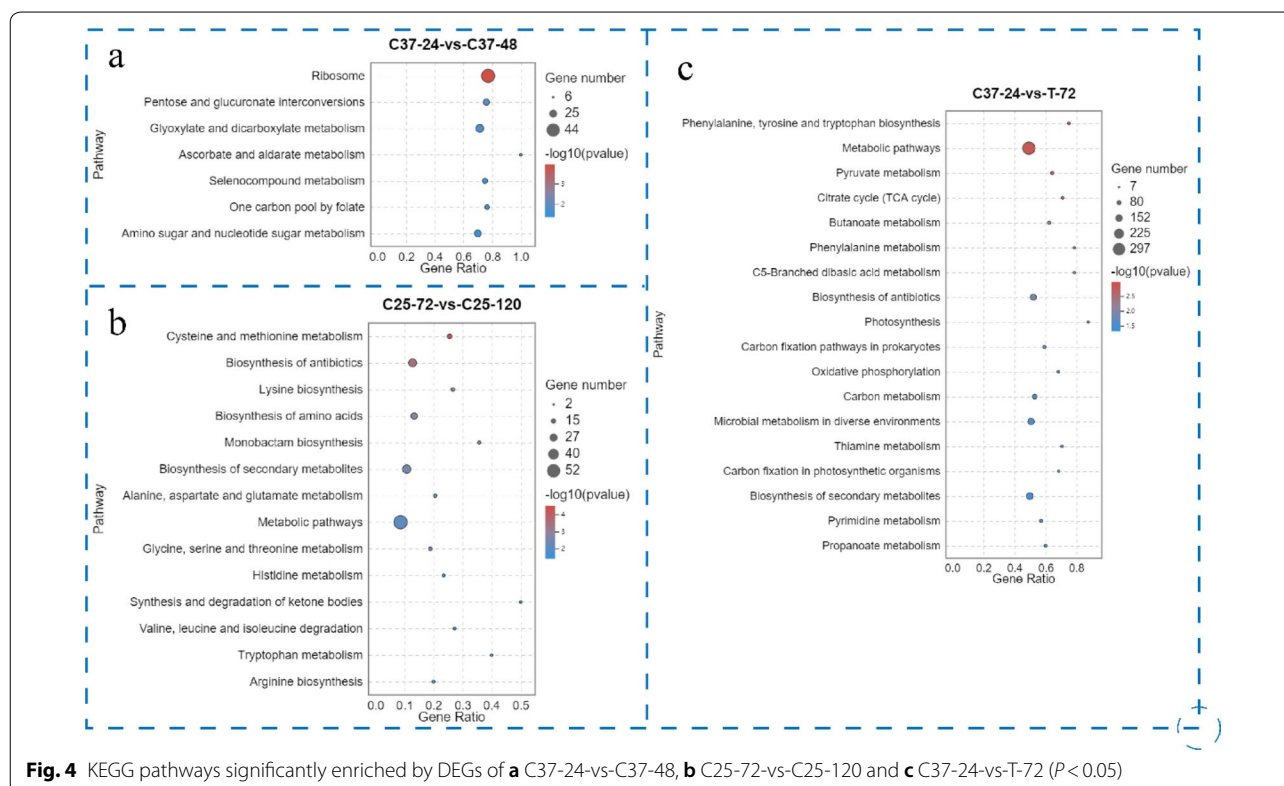 a
C37-24-vs-C37-48
Pathway
Ribosome
Pentose and glucuronate interconversions
Glyoxylate and dicarboxylate metabolism
Ascorbate and aldarate metabolism
Selenocompound metabolism
One carbon pool by folate
Amino sugar and nucleotide sugar metabolism
0.0 0.2 0.4 0.6 0.8 1.0
Gene Ratio
Gene number
6
25
44
-log10(pvalue)
3
2
b
C25-72-vs-C25-120
Pathway
Cysteine and methionine metabolism
Biosynthesis of antibiotics
Lysine biosynthesis
Biosynthesis of amino acids
Monobactam biosynthesis
Biosynthesis of secondary metabolites
Alanine, aspartate and glutamate metabolism
Metabolic pathways
Glycine, serine and threonine metabolism
Histidine metabolism
Synthesis and degradation of ketone bodies
Valine, leucine and isoleucine degradation
Tryptophan metabolism
Arginine biosynthesis
0.0 0.1 0.2 0.3 0.4 0.5
Gene Ratio
Gene number
2
15
27
40
52
-log10(pvalue)
4
3
2
c
C37-24-vs-T-72
Pathway
Phenylalanine, tyrosine and tryptophan biosynthesis
Metabolic pathways
Pyruvate metabolism
Citrate cycle (TCA cycle)
Butanoate metabolism
Phenylalanine metabolism
C5-Branched dibasic acid metabolism
Biosynthesis of antibiotics
Photosynthesis
Carbon fixation pathways in prokaryotes
Oxidative phosphorylation
Carbon metabolism
Microbial metabolism in diverse environments
Thiamine metabolism
Carbon fixation in photosynthetic organisms
Biosynthesis of secondary metabolites
Pyrimidine metabolism
Propanoate metabolism
0.0 0.2 0.4 0.6 0.8
Gene Ratio
Gene number
7
80
152
225
297
-log10(pvalue)
2.5
2.0
1.5
Fig. 4 KEGG pathways significantly enriched by DEGs of a C37-24-vs-C37-48, b C25-72-vs-C25-120 and c C37-24-vs-T-72 (P < 0.05)